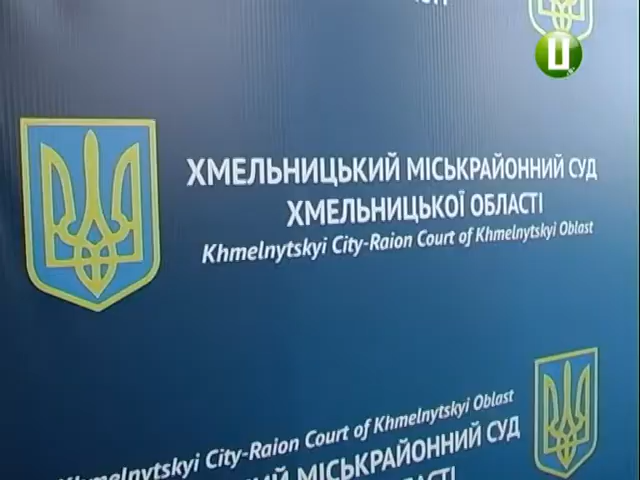 Ц
ХМЕЛЬНИЦЬКИЙ МІСЬКРАЙОННИЙ СУД
ХМЕЛЬНИЦЬКОЇ ОБЛАСТІ
Khmelnytskyi City-Raion Court of Khmelnytskyi Oblast
Khmelnytskyi City-Raion Court of Khmelnytskyi Oblast
МІСЬКРАЙОННИЙ СУД